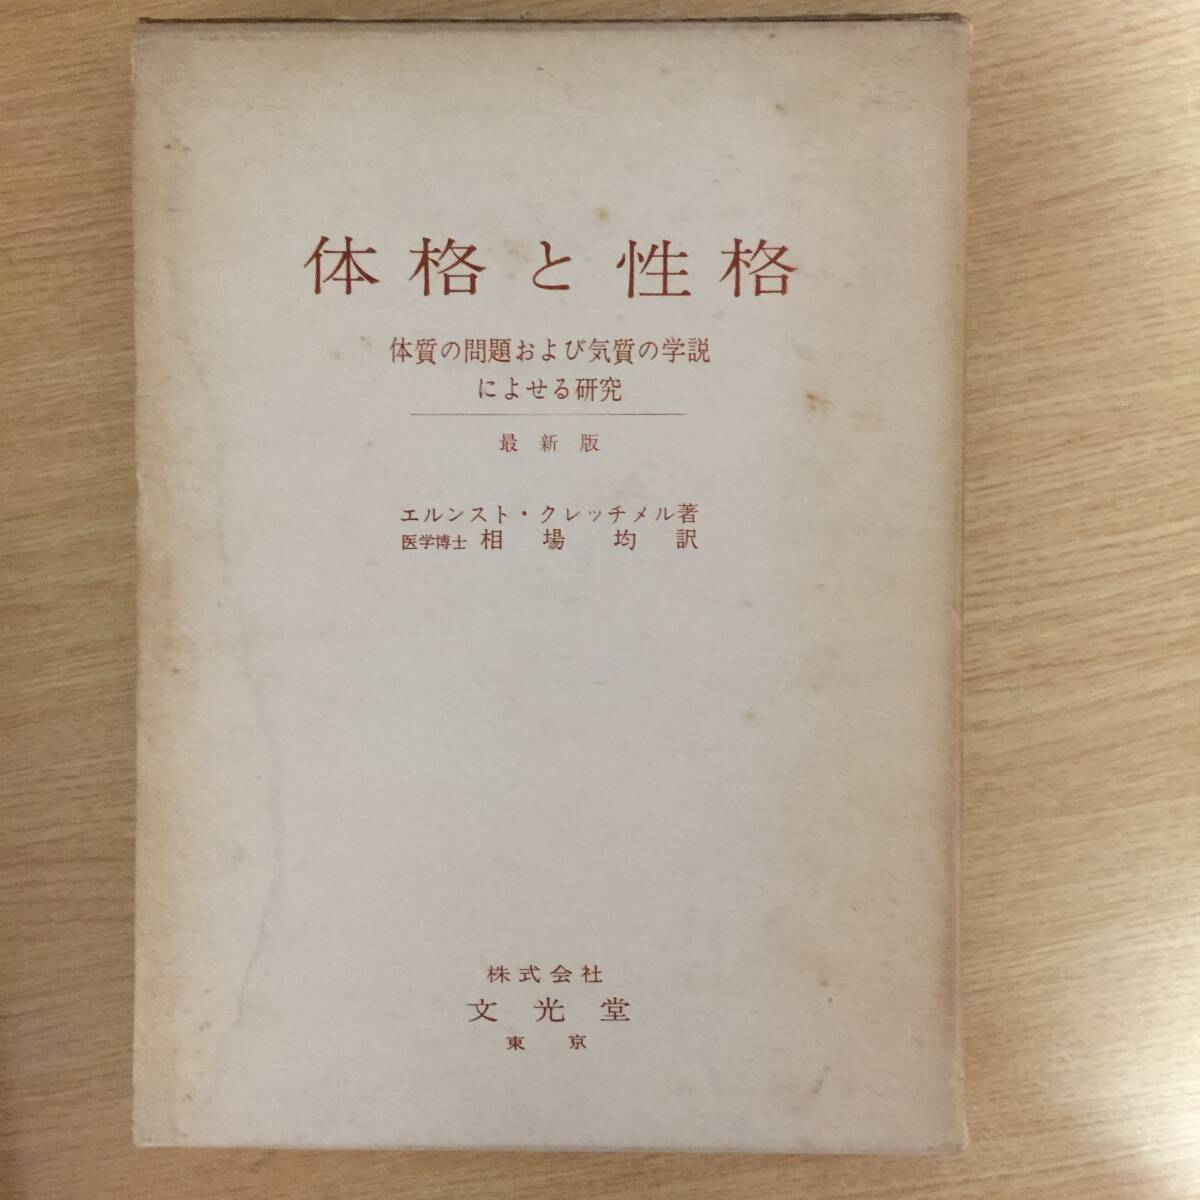 体格と性格
体質の問題および気質の学説
によせる研究
最新版
エルンスト・クレッチメル著
医学博士 相場均訳
株式会社
文光堂
東京